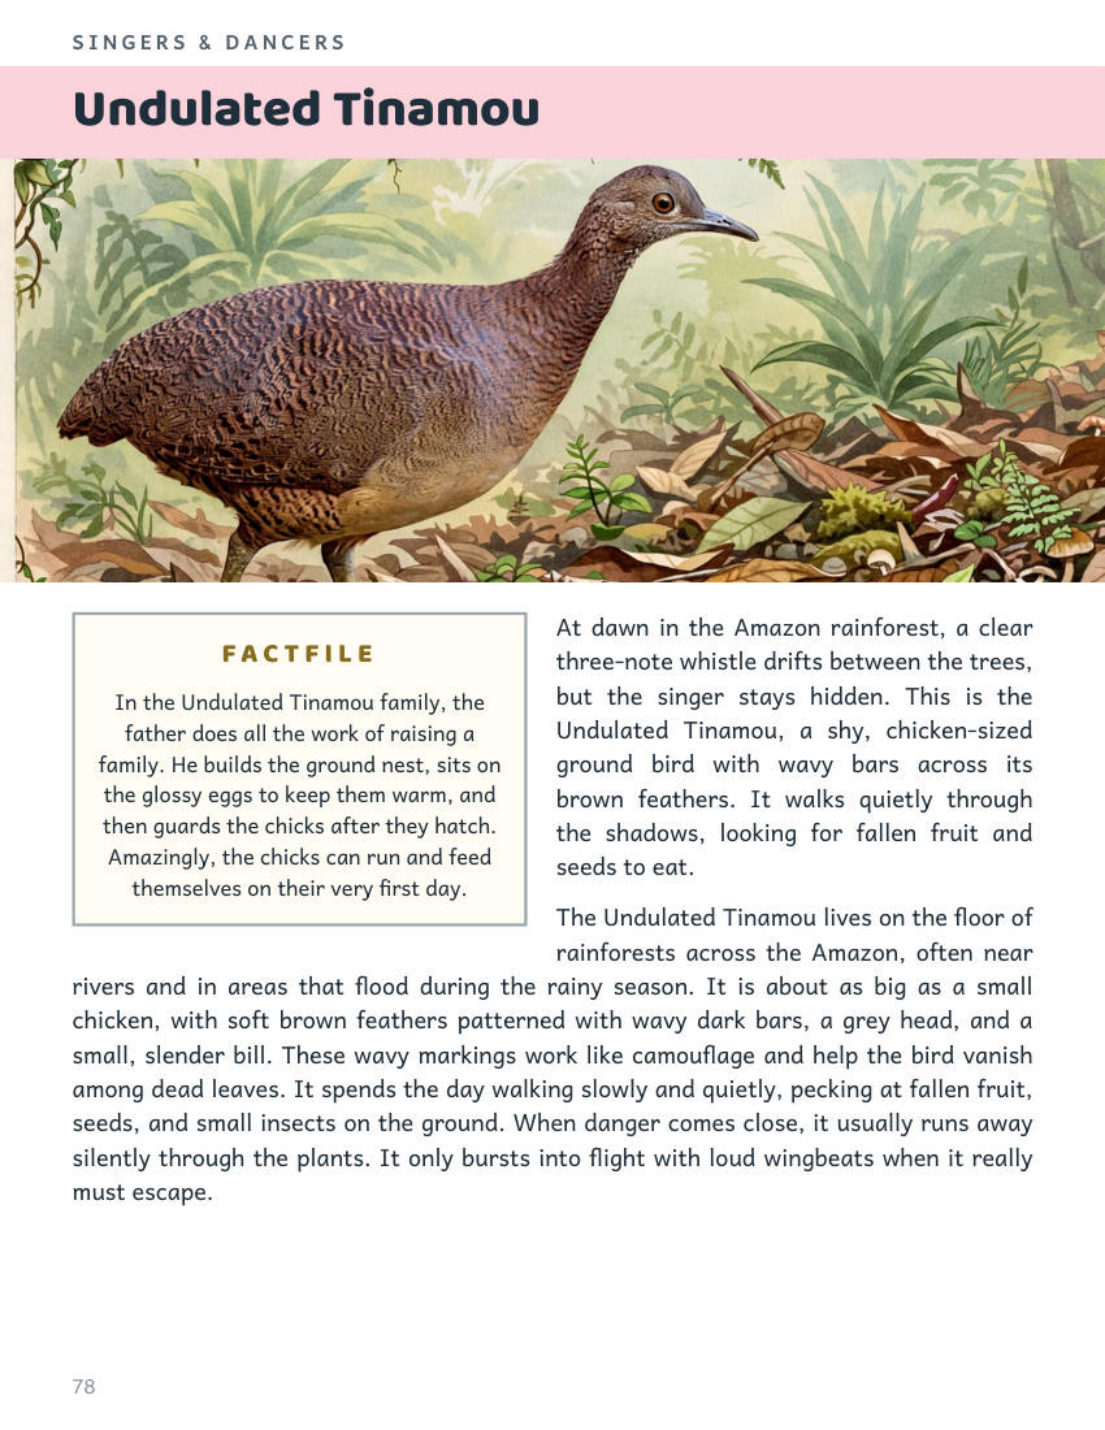 SINGERS & DANCERS
Undulated Tinamou
FACTFILE
In the Undulated Tinamou family, the
father does all the work of raising a
family. He builds the ground nest, sits on
the glossy eggs to keep them warm, and
then guards the chicks after they hatch.
Amazingly, the chicks can run and feed
themselves on their very first day.
At dawn in the Amazon rainforest, a clear
three-note whistle drifts between the trees,
but the singer stays hidden. This is the
Undulated Tinamou, a shy, chicken-sized
ground bird with wavy bars across its
brown feathers. It walks quietly through
the shadows, looking for fallen fruit and
seeds to eat.
The Undulated Tinamou lives on the floor of
rainforests across the Amazon, often near
rivers and in areas that flood during the rainy season. It is about as big as a small
chicken, with soft brown feathers patterned with wavy dark bars, a grey head, and a
small, slender bill. These wavy markings work like camouflage and help the bird vanish
among dead leaves. It spends the day walking slowly and quietly, pecking at fallen fruit,
seeds, and small insects on the ground. When danger comes close, it usually runs away
silently through the plants. It only bursts into flight with loud wingbeats when it really
must escape.
78